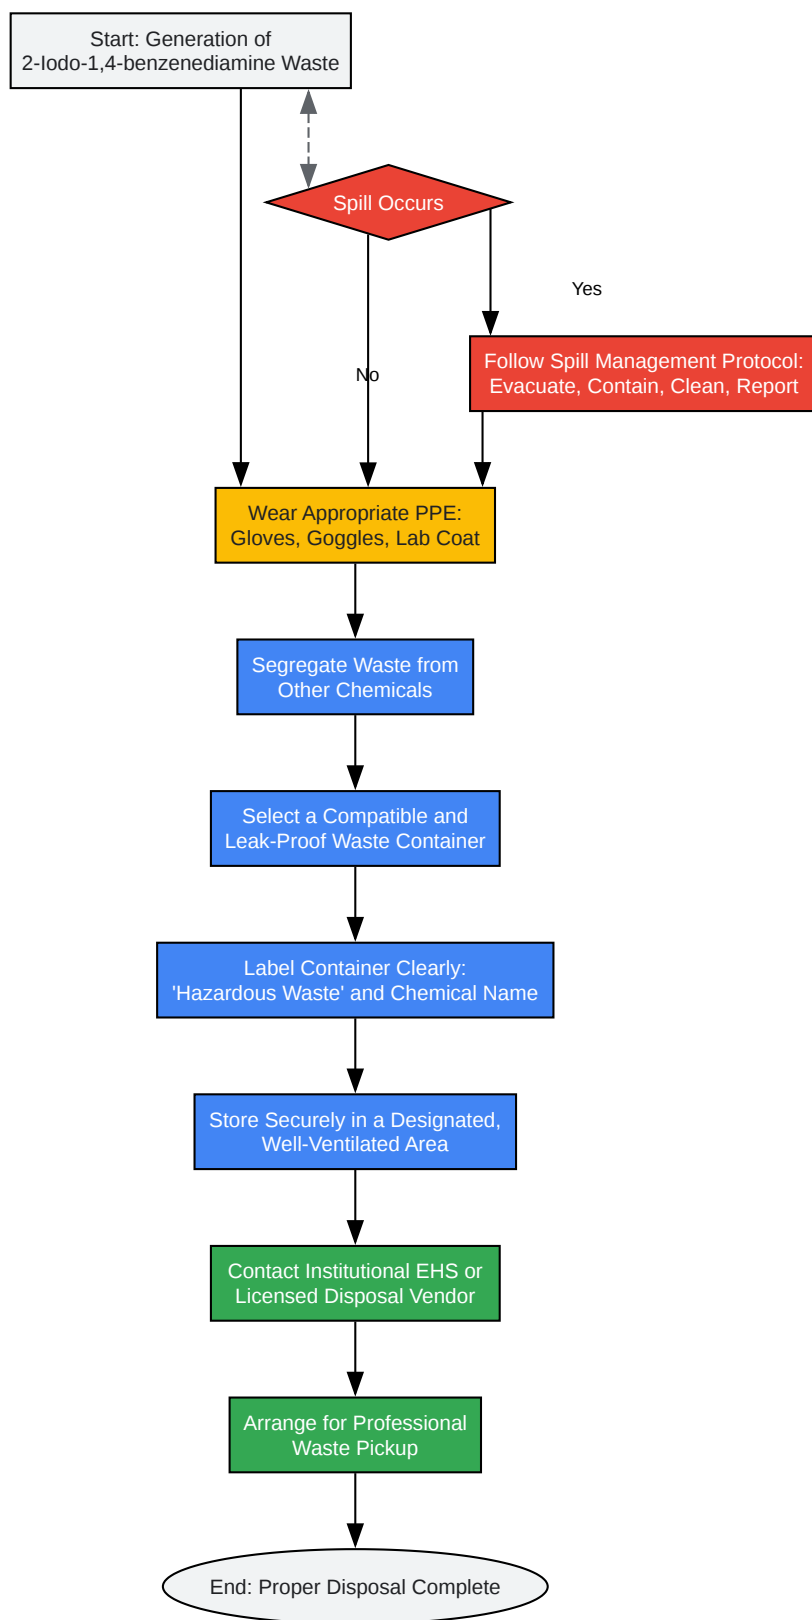 Start: Generation of
2-Iodo-1,4-benzenediamine Waste
Spill Occurs
Yes
Follow Spill Management Protocol:
Evacuate, Contain, Clean, Report
No
Wear Appropriate PPE:
Gloves, Goggles, Lab Coat
Segregate Waste from
Other Chemicals
Select a Compatible and
Leak-Proof Waste Container
Label Container Clearly:
'Hazardous Waste' and Chemical Name
Store Securely in a Designated,
Well-Ventilated Area
Contact Institutional EHS or
Licensed Disposal Vendor
Arrange for Professional
Waste Pickup
End: Proper Disposal Complete